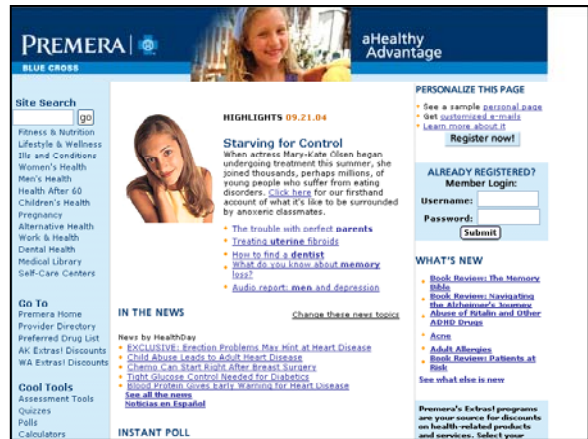 PREMERA
BLUE CROSS
aHealthy
Advantage
Site Search
go
Fitness & Nutrition
Lifestyle & Wellness
Ills and Conditions
Women's Health
Men's Health
Health After 60
Children's Health
Pregnancy
Alternative Health
Work & Health
Dental Health
Medical Library
Self-Care Centers
Go To
Premera Home
Provider Directory
Preferred Drug List
AK Extras! Discounts
WA Extras! Discounts
Cool Tools
Assessment Tools
Quizzes
Polls
Calculators
HIGHLIGHTS 09.21.04
Starving for Control
When actress Mary-Kate Olsen began
undergoing treatment this summer, she
joined thousands, perhaps millions, of
young people who suffer from eating
disorders. Click here for our firsthand
account of what it's like to be surrounded
by anorexic classmates.
The trouble with perfect parents
Treating uterine fibroids
How to find a dentist
What do you know about memory
loss?
Audio report: men and depression
IN THE NEWS
Change these news topics
News by HealthDay
EXCLUSIVE: Erection Problems May Hint at Heart Disease
Child Abuse Leads to Adult Heart Disease
Chemo Can Start Right After Breast Surgery
Tight Glucose Control Needed for Diabetics
Blood Protein Gives Early Warning for Heart Disease
See all the news
Noticias en Español
INSTANT POLL
PERSONALIZE THIS PAGE
See a sample personal page
Get customized e-mails
Learn more about it
Register now!
ALREADY REGISTERED?
Member Login:
Username:
Password:
Submit
WHAT'S NEW
Book Review: The Memory
Bible
Book Review: Navigating
the Alzheimer's Journey
Abuse of Ritalin and Other
ADHD Drugs
Acne
Adult Allergies
Book Review: Patients at
Risk
See what else is new
Premera's Extras! programs
are your source for discounts
on health-related products
and services. Select your